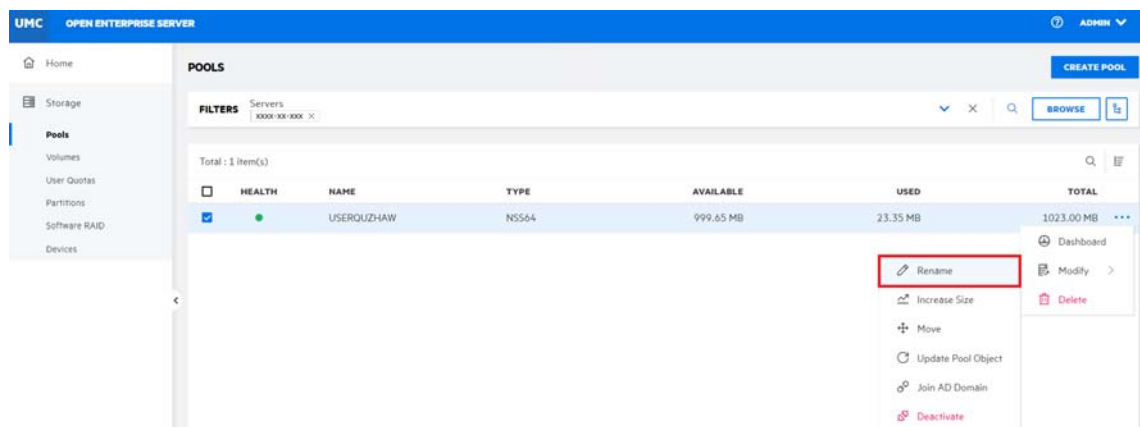 UMC OPEN ENTERPRISE SERVER ADMIN
Home
POOLS CREATE POOL
Storage
FILTERS Servers BROWSE
xxxx-xx-xxx
Pools
Volumes
Total : 1 item(s)
User Quotas
HEALTH NAME TYPE AVAILABLE USED TOTAL
Partitions
USERQUZHAW NSS64 999.65 MB 23.35 MB 1023.00 MB
Software RAID
Devices
Dashboard
Rename Modify
Increase Size Delete
Move
Update Pool Object
Join AD Domain
Deactivate